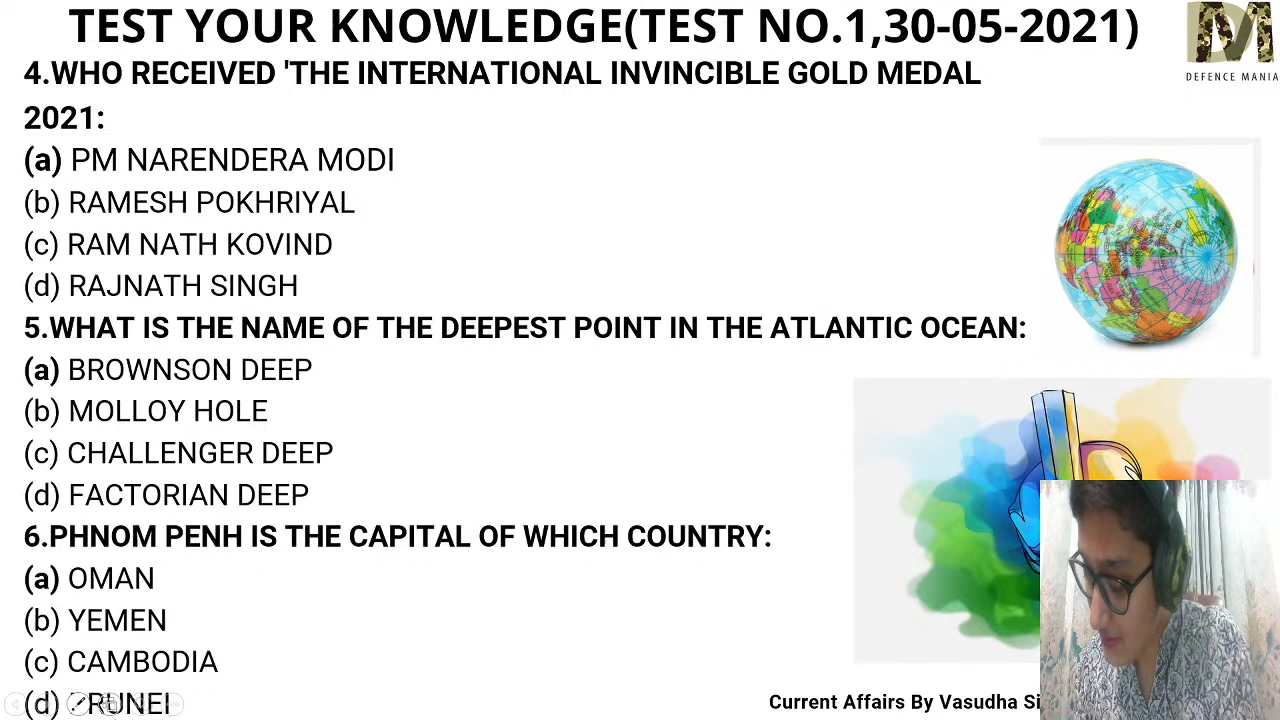 TEST YOUR KNOWLEDGE(TEST NO.1,30-05-2021)
DM
DEFENCE MANIA
4.WHO RECEIVED 'THE INTERNATIONAL INVINCIBLE GOLD MEDAL
2021:
(a) PM NARENDERA MODI
(b) RAMESH POKHRIYAL
(c) RAM NATH KOVIND
(d) RAJNATH SINGH
5.WHAT IS THE NAME OF THE DEEPEST POINT IN THE ATLANTIC OCEAN:
(a) BROWNSON DEEP
(b) MOLLOY HOLE
(c) CHALLENGER DEEP
(d) FACTORIAN DEEP
6.PHNOM PENH IS THE CAPITAL OF WHICH COUNTRY:
(a) OMAN
(b) YEMEN
(c) CAMBODIA
(d) BRUNEI
Current Affairs By Vasudha